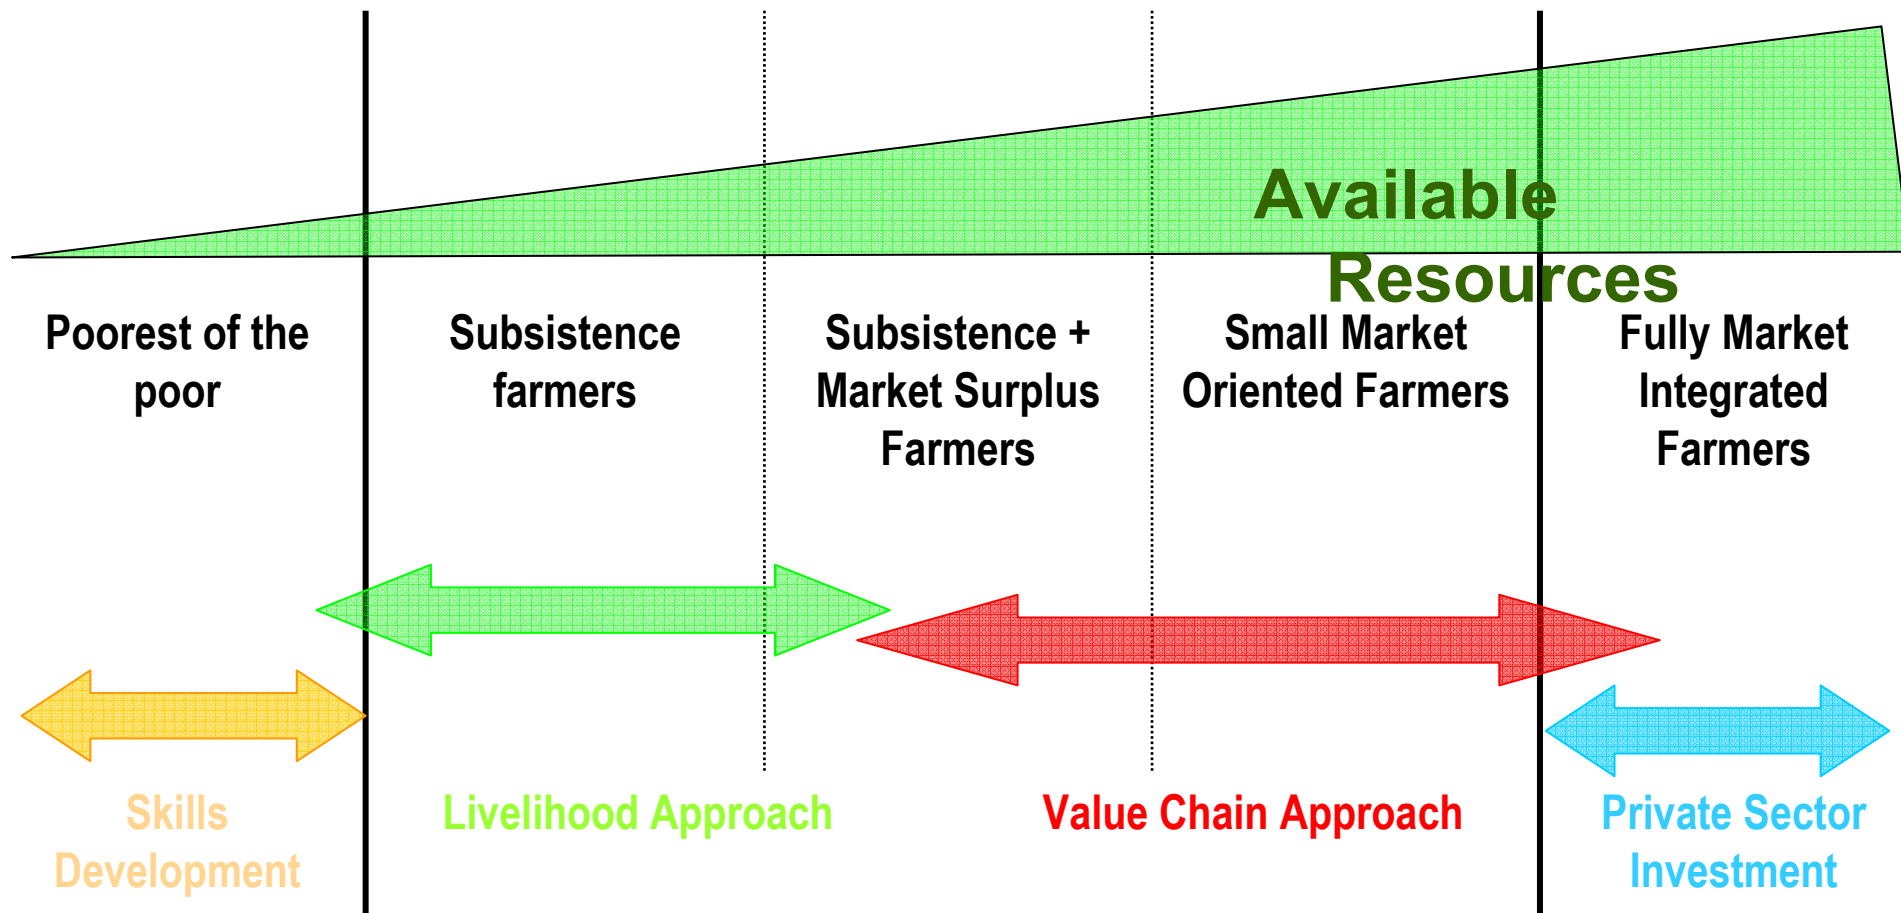 Available
Resources
Poorest of the
poor
Subsistence
farmers
Subsistence +
Market Surplus
Farmers
Small Market
Oriented Farmers
Fully Market
Integrated
Farmers
Skills
Development
Livelihood Approach
Value Chain Approach
Private Sector
Investment